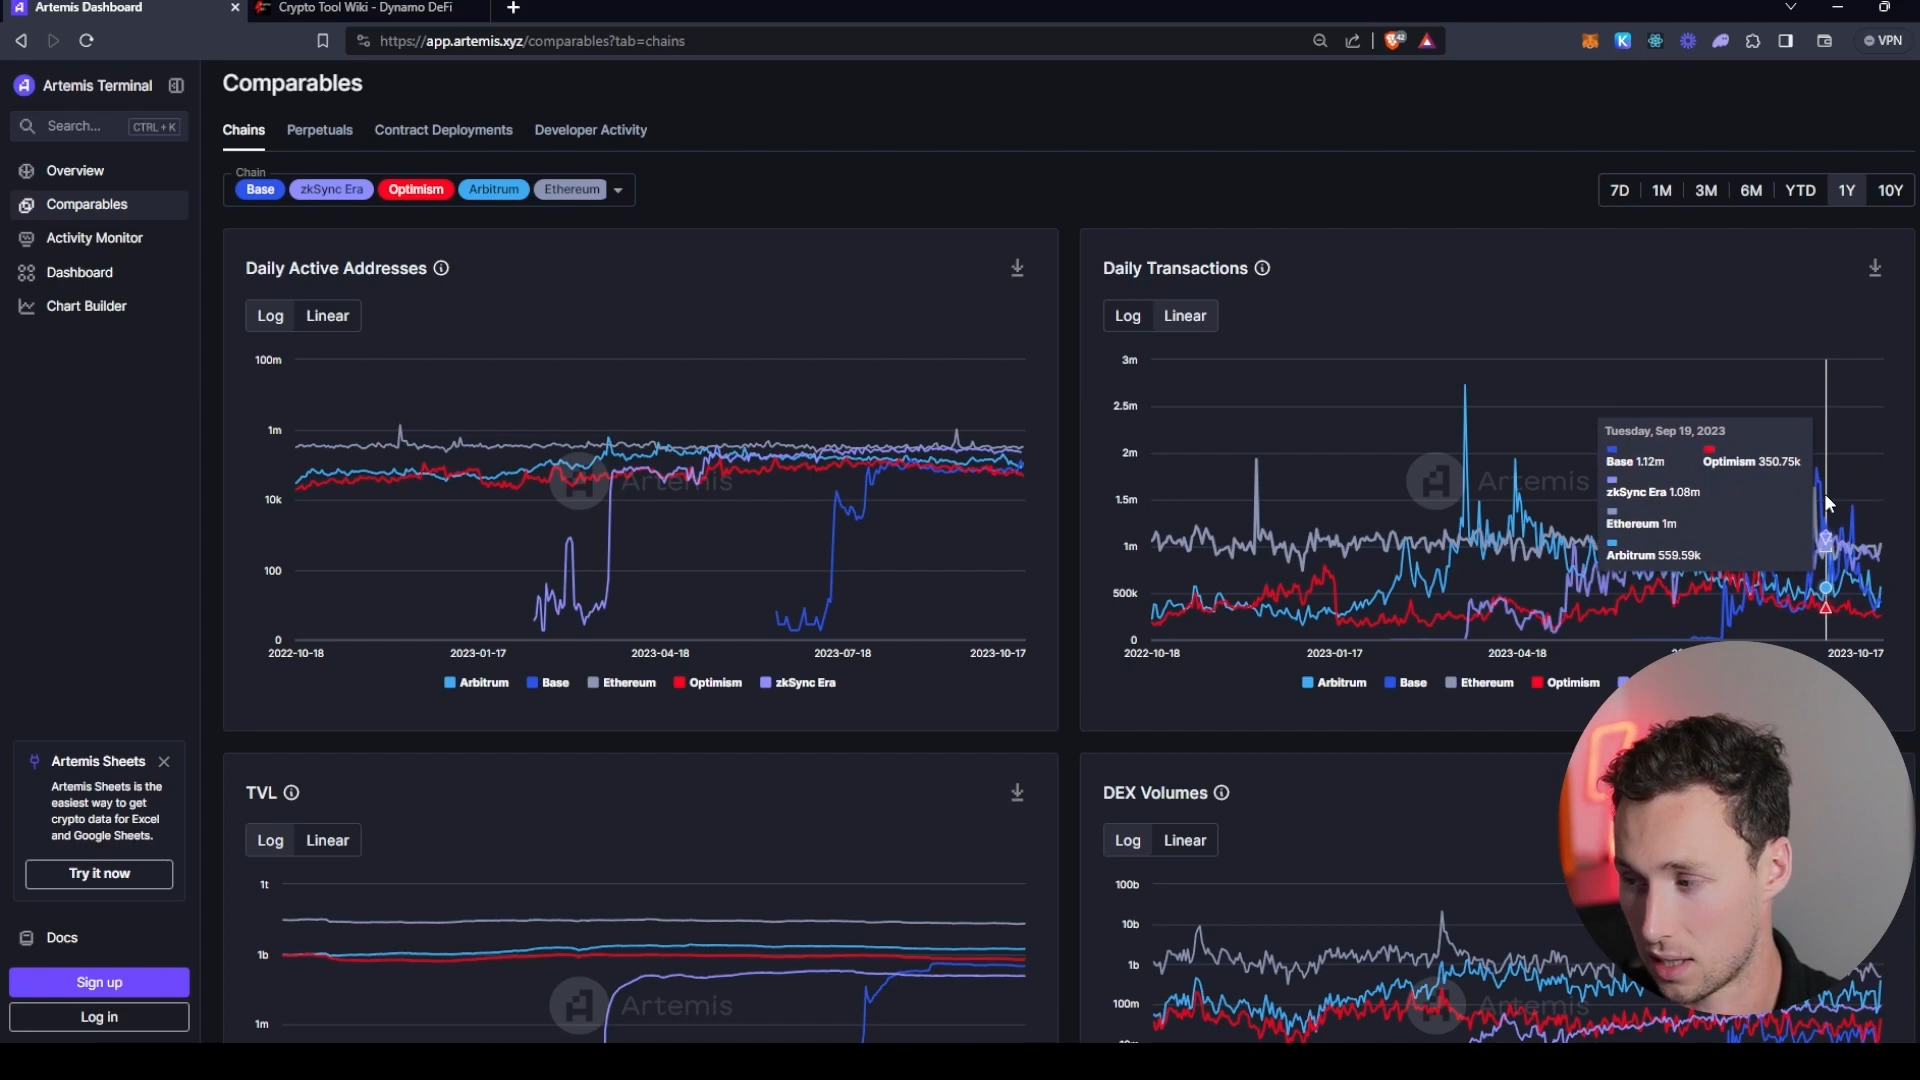 Artemis Dashboard
Crypto Tool Wiki - Dynamo DeFi
https://app.artemis.xyz/comparables?tab=chains
42
VPN
Artemis Terminal
Search...
CTRL+K
Overview
Comparables
Activity Monitor
Dashboard
Chart Builder
Artemis Sheets
Artemis Sheets is the
easiest way to get
crypto data for Excel
and Google Sheets.
Try it now
Docs
Sign up
Log in
Comparables
Chains
Perpetuals
Contract Deployments
Developer Activity
Chain
Base
zkSync Era
Optimism
Arbitrum
Ethereum
7D
1M
3M
6M
YTD
1Y
10Y
Daily Active Addresses
Log
Linear
100m
1m
10k
100
0
Artemis
2022-10-18
2023-01-17
2023-04-18
2023-07-18
2023-10-17
Arbitrum
Base
Ethereum
Optimism
zkSync Era
Daily Transactions
Log
Linear
3m
2.5m
2m
1.5m
1m
500k
0
Artemis
Tuesday, Sep 19, 2023
Base 1.12m
Optimism 350.75k
zkSync Era 1.08m
Ethereum 1m
Arbitrum 559.59k
2022-10-18
2023-01-17
2023-04-18
2023-10-17
Arbitrum
Base
Ethereum
Optimism
TVL
Log
Linear
1t
1b
1m
Artemis
DEX Volumes
Log
Linear
100b
10b
1b
100m
Artemis